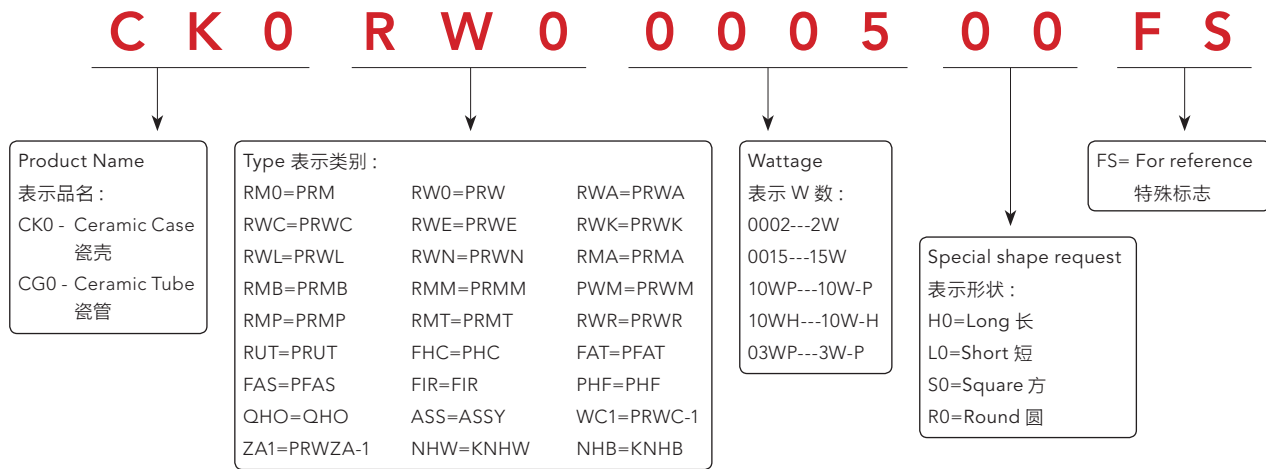 C K 0 R W 0 0 0 0 5 0 0 F S
Product Name
表示品名 :
CK0 - Ceramic Case
瓷壳
CG0 - Ceramic Tube
瓷管
Type 表示类别 :
RM0=PRM RW0=PRW RWA=PRWA
RWC=PRWC RWE=PRWE RWK=PRWK
RWL=PRWL RWN=PRWN RMA=PRMA
RMB=PRMB RMM=PRMM PWM=PRWM
RMP=PRMP RMT=PRMT RWR=PRWR
RUT=PRUT FHC=PHC FAT=PFAT
FAS=PFAS FIR=FIR PHF=PHF
QHO=QHO ASS=ASSY WC1=PRWC-1
ZA1=PRWZA-1 NHW=KNHW NHB=KNHB
Wattage
表示 W 数 :
0002---2W
0015---15W
10WP---10W-P
10WH---10W-H
03WP---3W-P
Special shape request
表示形状 :
H0=Long 长
L0=Short 短
S0=Square 方
R0=Round 圆
FS= For reference
特殊标志